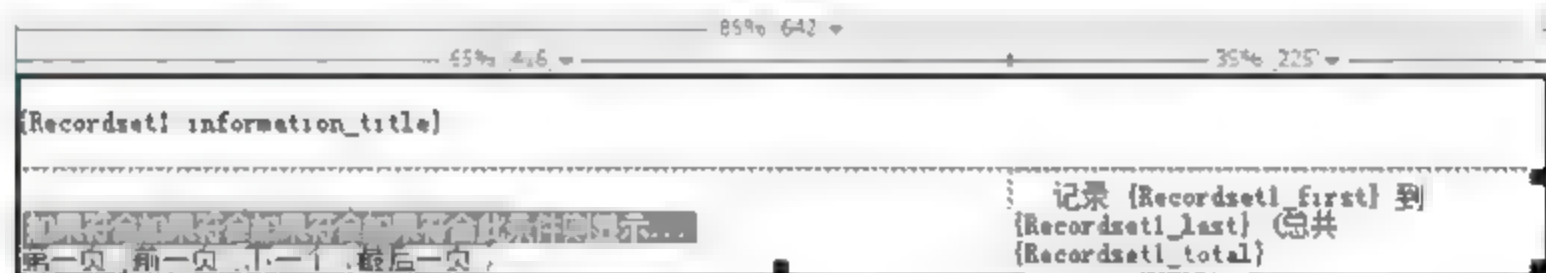 85% 642
65% 416
35% 225
{Recordset1 information_title}
记录 {Recordset1_first} 到
{Recordset1_last} (总共
{Recordset1_total}
如果符合如果符合如果符合如果符合此条件则显示...
第一页 前一页 下一个 最后一页